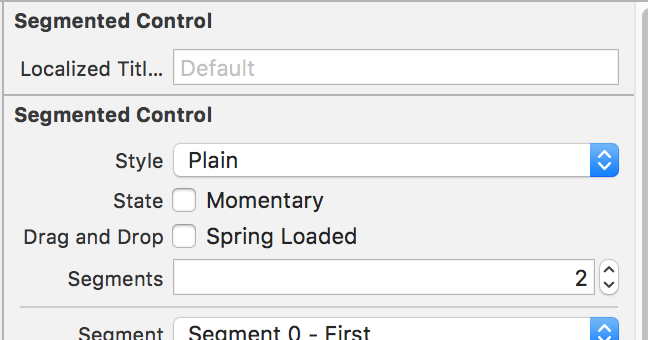 Segmented Control
Localized Titl... Default
Segmented Control
Style Plain
State Momentary
Drag and Drop Spring Loaded
Segments 2
Segment Segment 0 - First